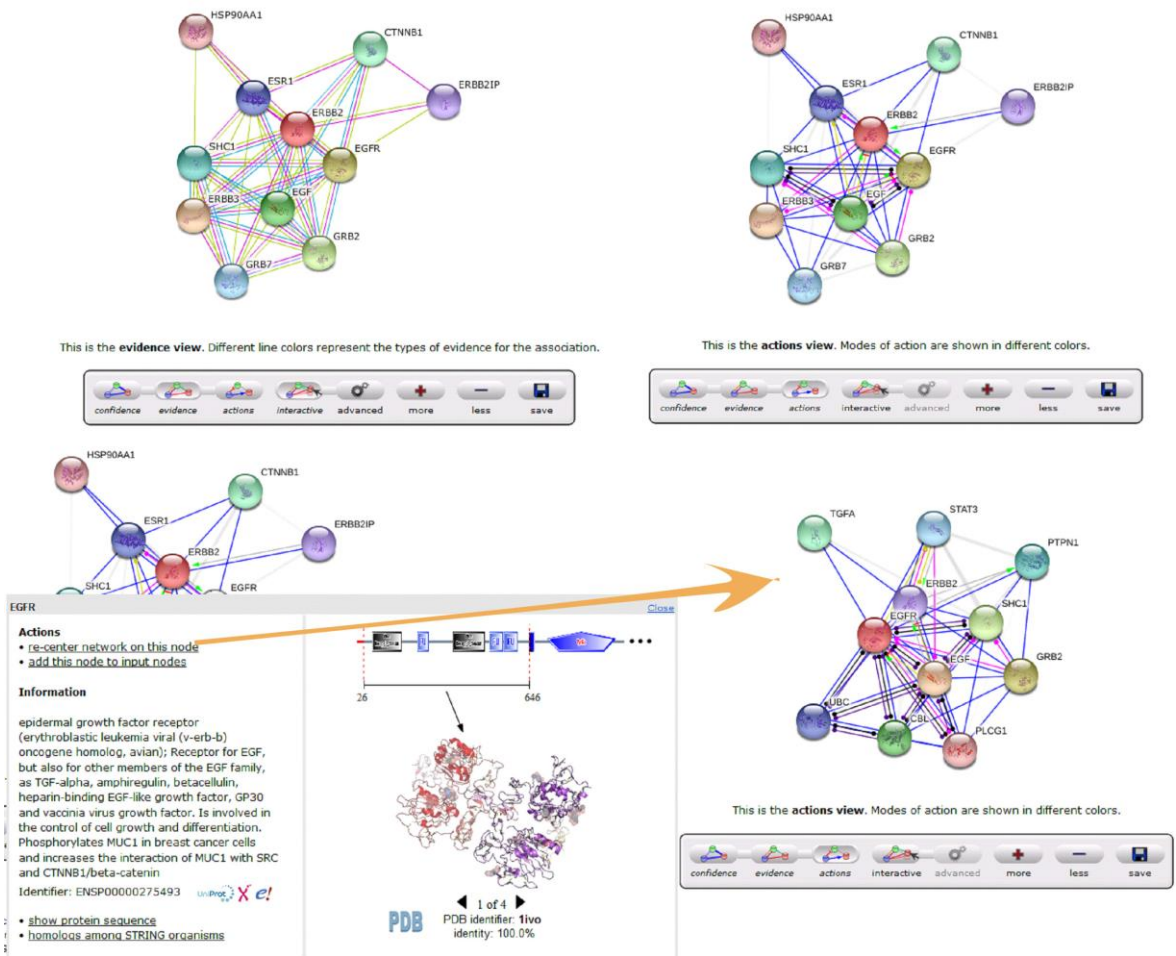 HSP90AA1
CTNNB1
ESR1
ERBB2IP
ERBB2
SHC1
EGFR
ERBB3
EGF
GRB2
GRB7
This is the evidence view. Different line colors represent the types of evidence for the association.
confidence evidence actions interactive advanced more less save
HSP90AA1
CTNNB1
ESR1
ERBB2IP
ERBB2
SHC1
EGFR
ERBB3
EGF
GRB2
GRB7
This is the actions view. Modes of action are shown in different colors.
confidence evidence actions interactive advanced more less save
HSP90AA1
CTNNB1
ESR1
ERBB2IP
ERBB2
SHC1
EGFR
EGFR
Close
Actions
• re-center network on this node
• add this node to input nodes
Information
epidermal growth factor receptor
(erythroblastic leukemia viral (v-erb-b)
oncogene homolog, avian); Receptor for EGF,
but also for other members of the EGF family,
as TGF-alpha, amphiregulin, betacellulin,
heparin-binding EGF-like growth factor, GP30
and vaccinia virus growth factor. Is involved in
the control of cell growth and differentiation.
Phosphorylates MUC1 in breast cancer cells
and increases the interaction of MUC1 with SRC
and CTNNB1/beta-catenin
Identifier: ENSP00000275493 UniProt X e!
• show protein sequence
• homologs among STRING organisms
26 646
1 of 4
PDB PDB identifier: 1ivo
identity: 100.0%
TGFA
STAT3
PTPN1
ERBB2
SHC1
EGFR
GRB2
EGF
UBC
CBL
PLCG1
This is the actions view. Modes of action are shown in different colors.
confidence evidence actions interactive advanced more less save